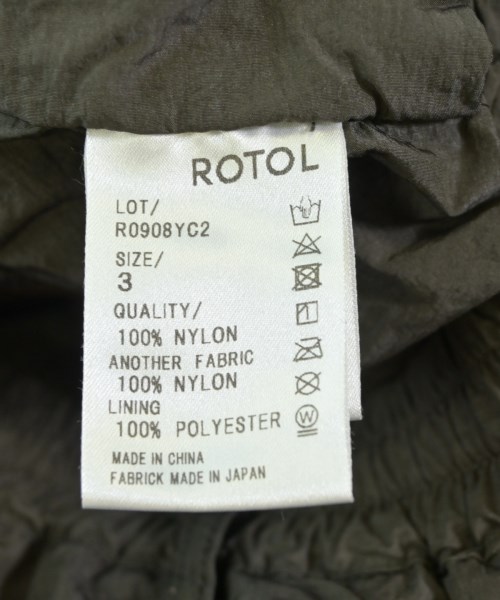 ROTOL
LOT/
R0908YC2
SIZE/
3
QUALITY/
100% NYLON
ANOTHER FABRIC
100% NYLON
LINING
100% POLYESTER
W
MADE IN CHINA
FABRICK MADE IN JAPAN